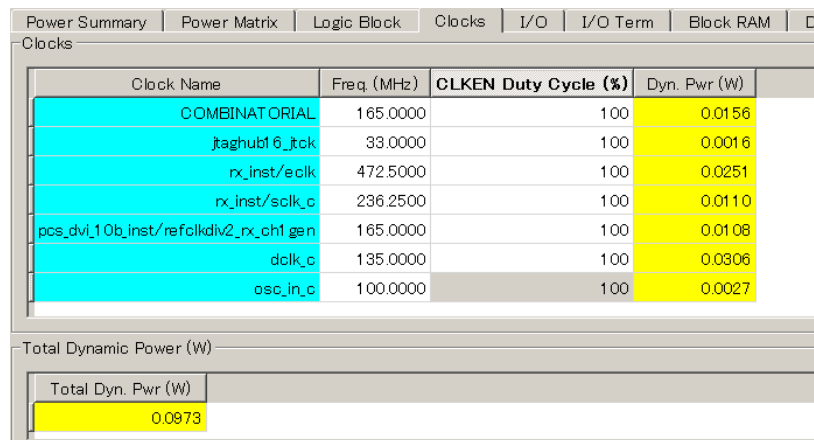 Power Summary Power Matrix Logic Block Clocks I/O I/O Term Block RAM
Clocks
Clock Name Freq. (MHz) CLKEN Duty Cycle (%) Dyn. Pwr (W)
COMBINATORIAL 165.0000 100 0.0156
jtaghub16_jtck 33.0000 100 0.0016
rx_inst/eclk 472.5000 100 0.0251
rx_inst/sclk_c 236.2500 100 0.0110
pcs_dvi_10b_inst/refclkdiv2_rx_ch1gen 165.0000 100 0.0108
dclk_c 135.0000 100 0.0306
osc_in_c 100.0000 100 0.0027
Total Dynamic Power (W)
Total Dyn. Pwr (W)
0.0973